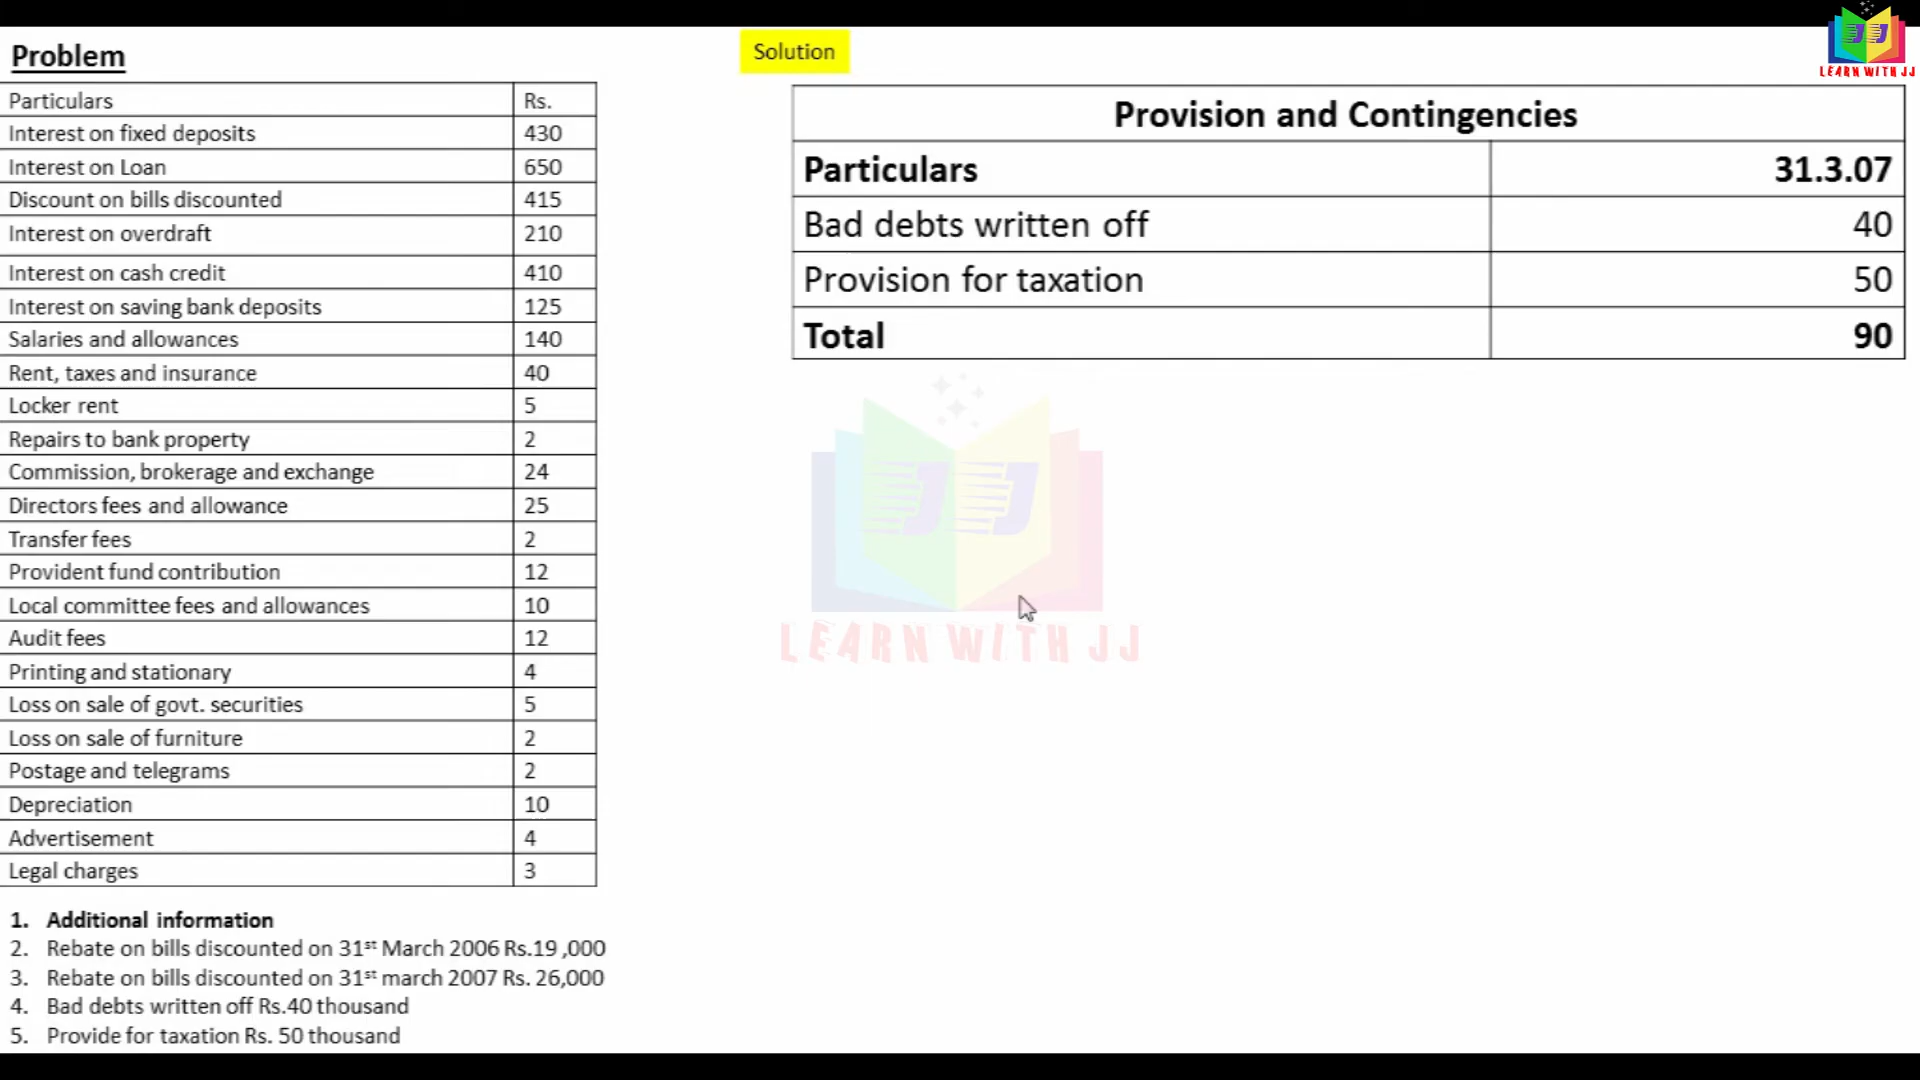 LEARN WITH JJ
Problem
Particulars Rs.
Interest on fixed deposits 430
Interest on Loan 650
Discount on bills discounted 415
Interest on overdraft 210
Interest on cash credit 410
Interest on saving bank deposits 125
Salaries and allowances 140
Rent, taxes and insurance 40
Locker rent 5
Repairs to bank property 2
Commission, brokerage and exchange 24
Directors fees and allowance 25
Transfer fees 2
Provident fund contribution 12
Local committee fees and allowances 10
Audit fees 12
Printing and stationary 4
Loss on sale of govt. securities 5
Loss on sale of furniture 2
Postage and telegrams 2
Depreciation 10
Advertisement 4
Legal charges 3
1. Additional information
2. Rebate on bills discounted on 31st March 2006 Rs.19 ,000
3. Rebate on bills discounted on 31st march 2007 Rs. 26,000
4. Bad debts written off Rs.40 thousand
5. Provide for taxation Rs. 50 thousand
Solution
Provision and Contingencies
Particulars 31.3.07
Bad debts written off 40
Provision for taxation 50
Total 90
JJ
LEARN WITH JJ